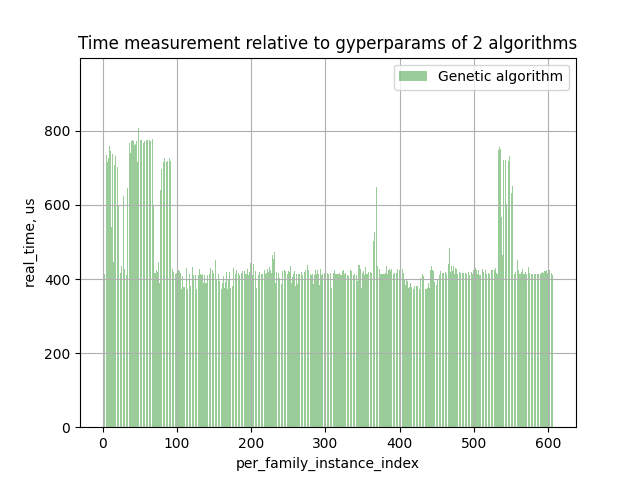 Time measurement relative to gyperparams of 2 algorithms
Genetic algorithm
real_time, us
800
600
400
200
0
0 100 200 300 400 500 600
per_family_instance_index